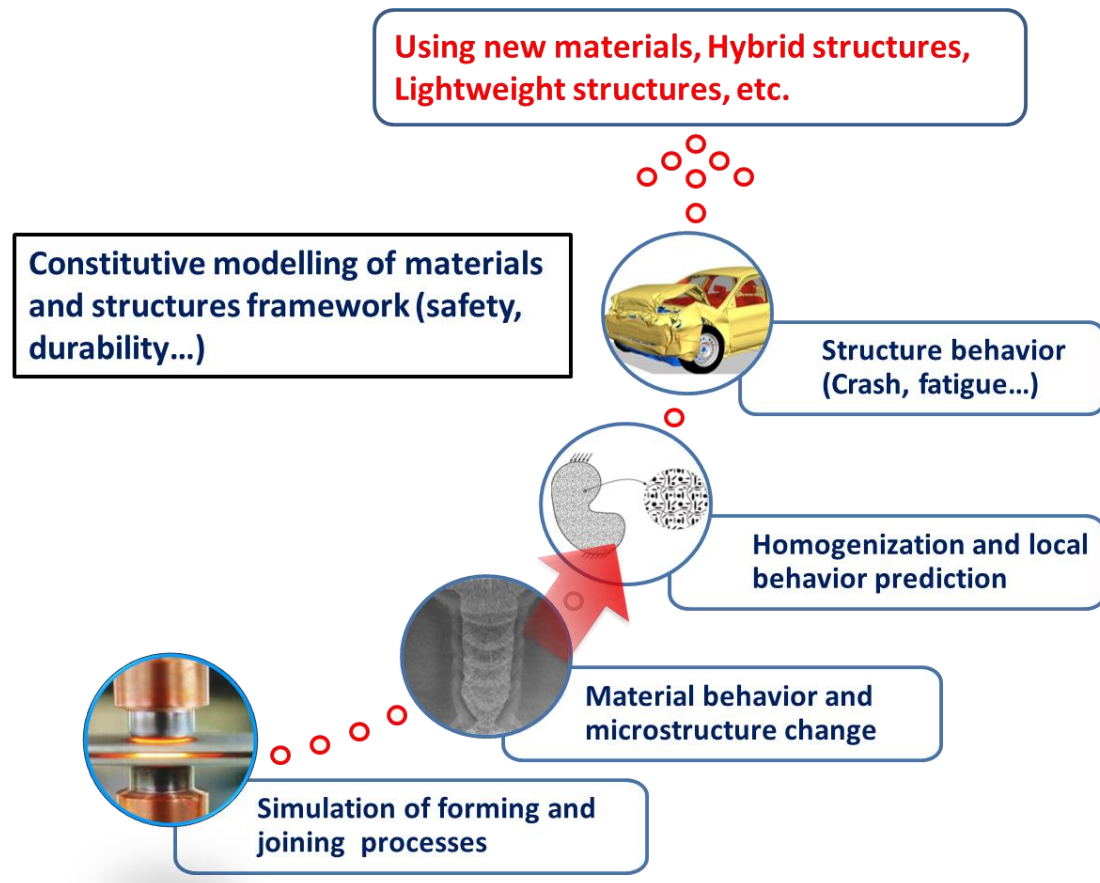 Using new materials, Hybrid structures,
Lightweight structures, etc.
Constitutive modelling of materials
and structures framework (safety,
durability…)
Structure behavior
(Crash, fatigue…)
Homogenization and local
behavior prediction
Material behavior and
microstructure change
Simulation of forming and
joining processes